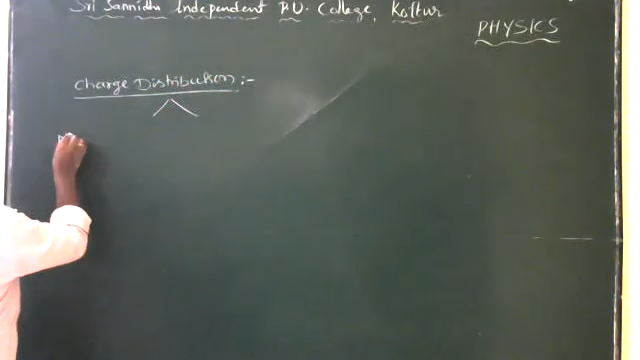 Sri Sannidhi Independent P.U. College, Kottur
PHYSICS
Charge Distribution :-